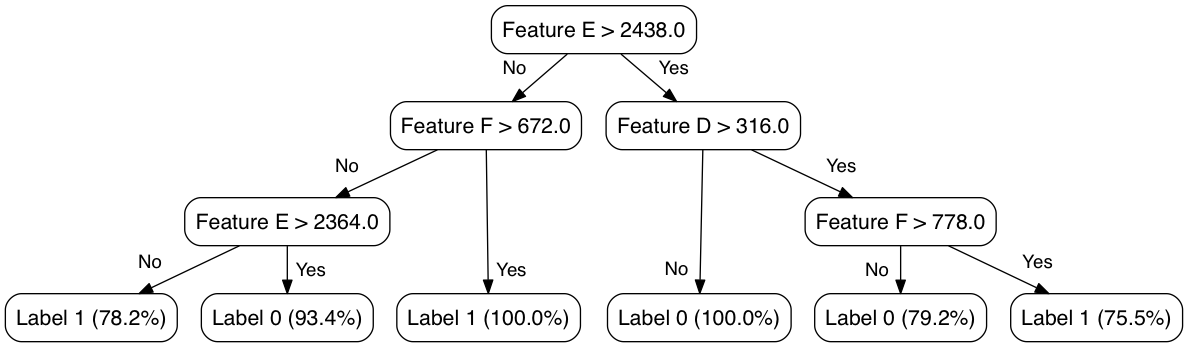 Feature E > 2438.0
No
Yes
Feature F > 672.0
Feature D > 316.0
No
Yes
Feature E > 2364.0
Feature F > 778.0
No
Yes
Yes
No
No
Yes
Label 1 (78.2%)
Label 0 (93.4%)
Label 1 (100.0%)
Label 0 (100.0%)
Label 0 (79.2%)
Label 1 (75.5%)